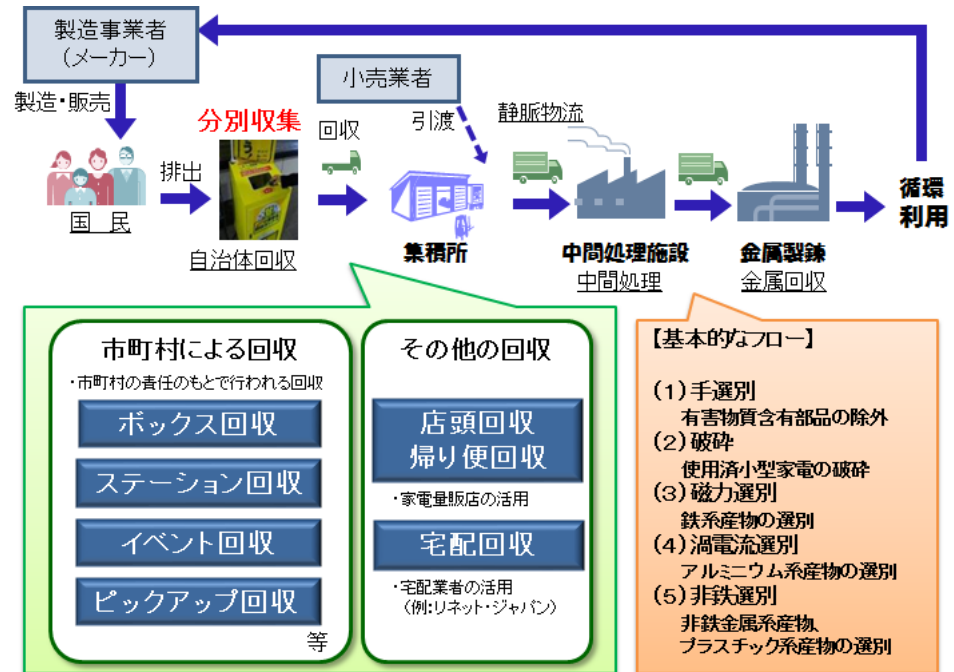 製造事業者
（メーカー）
製造・販売
小売業者
分別収集
回収
引渡
静脈物流
排出
循環
利用
国　民
自治体回収
集積所
中間処理施設
中間処理
金属製錬
金属回収
市町村による回収
・市町村の責任のもとで行われる回収
ボックス回収
ステーション回収
イベント回収
ピックアップ回収
等
その他の回収
店頭回収
帰り便回収
・家電量販店の活用
宅配回収
・宅配業者の活用
（例：リネット・ジャパン）
【基本的なフロー】
（１）手選別
有害物質含有部品の除外
（２）破砕
使用済小型家電の破砕
（３）磁力選別
鉄系産物の選別
（４）渦電流選別
アルミニウム系産物の選別
（５）非鉄選別
非鉄金属系産物、
プラスチック系産物の選別